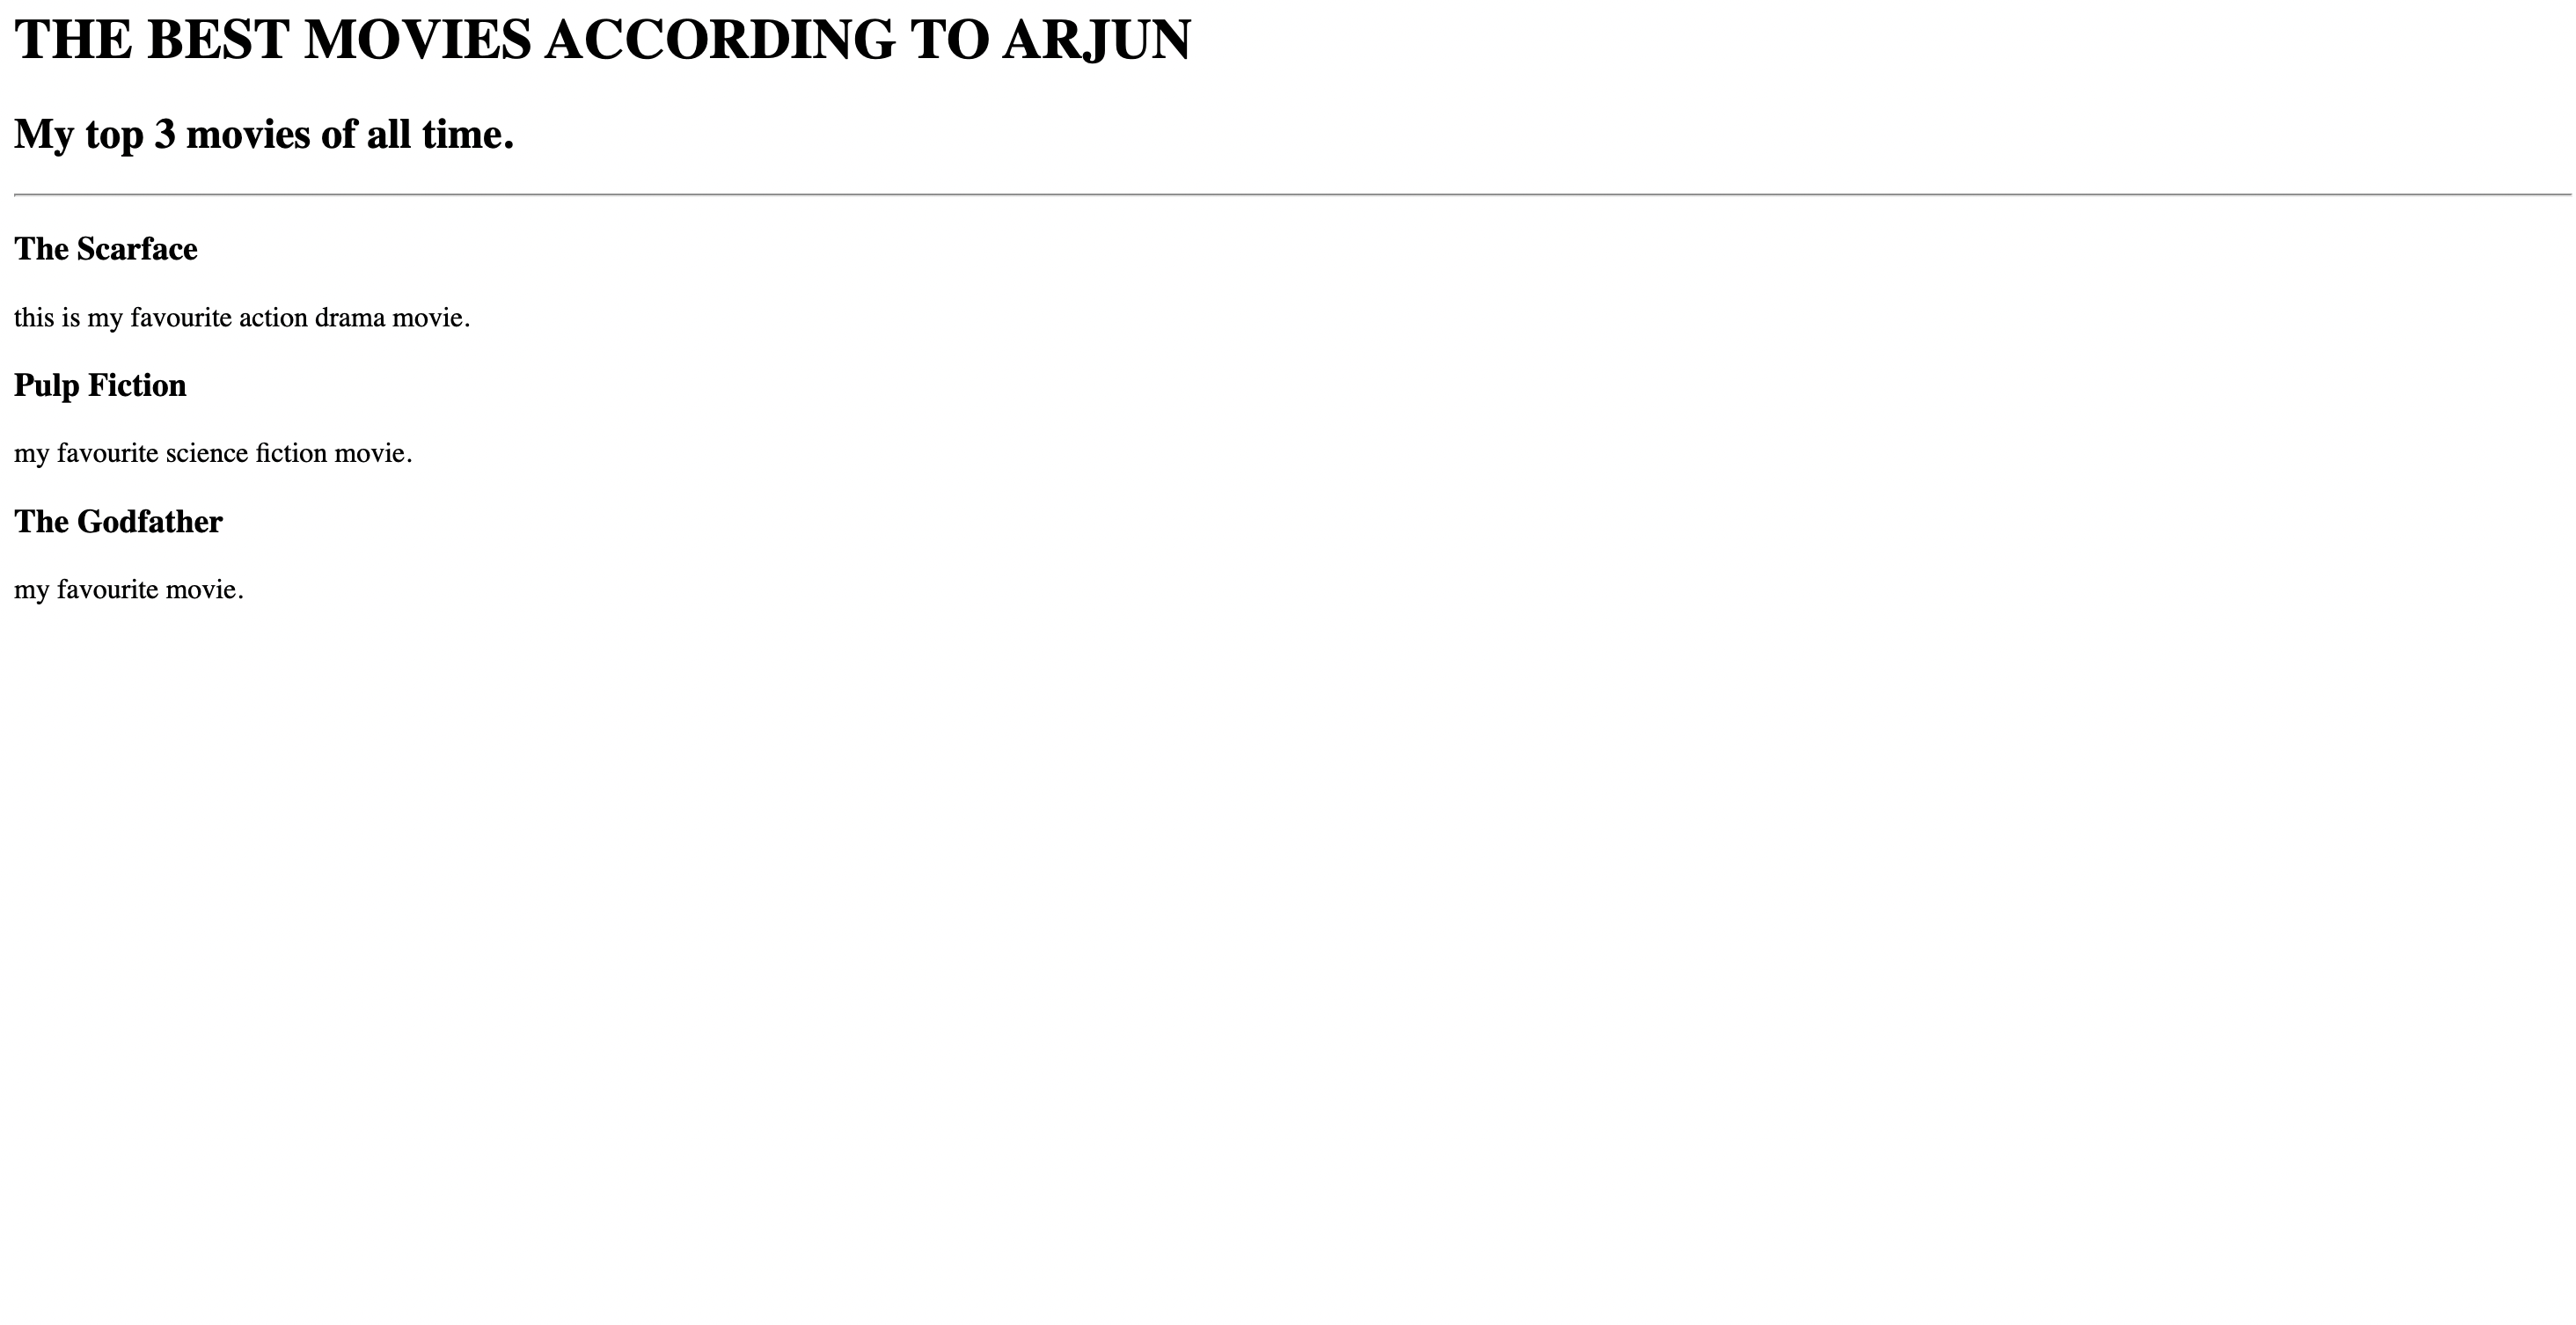 THE BEST MOVIES ACCORDING TO ARJUN
My top 3 movies of all time.
The Scarface
this is my favourite action drama movie.
Pulp Fiction
my favourite science fiction movie.
The Godfather
my favourite movie.